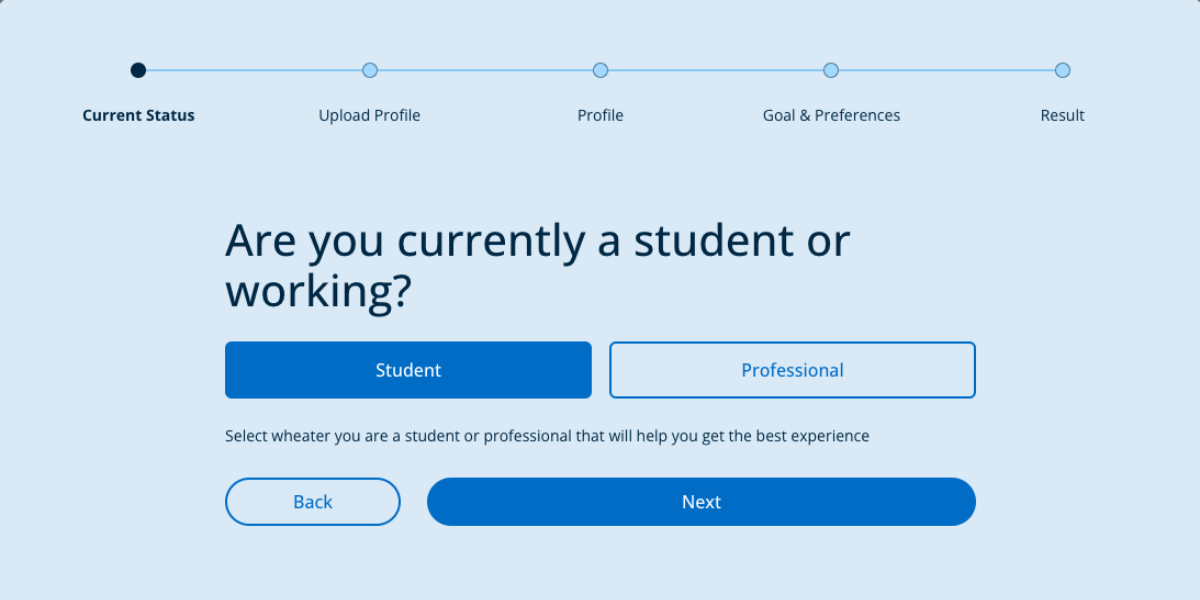 Current Status
Upload Profile
Profile
Goal & Preferences
Result
Are you currently a student or
working?
Student
Professional
Select wheater you are a student or professional that will help you get the best experience
Back
Next